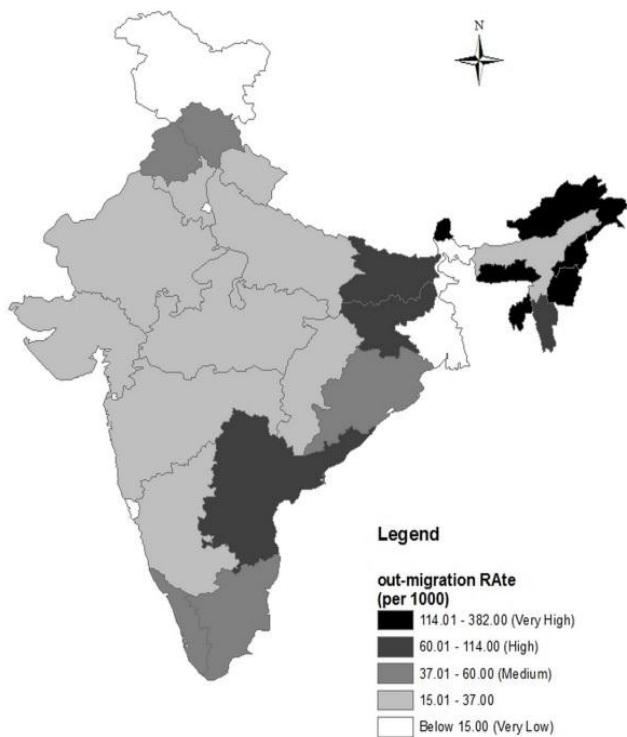 N
Legend
out-migration RAte
(per 1000)
114.01 - 382.00 (Very High)
60.01 - 114.00 (High)
37.01 - 60.00 (Medium)
15.01 - 37.00
Below 15.00 (Very Low)